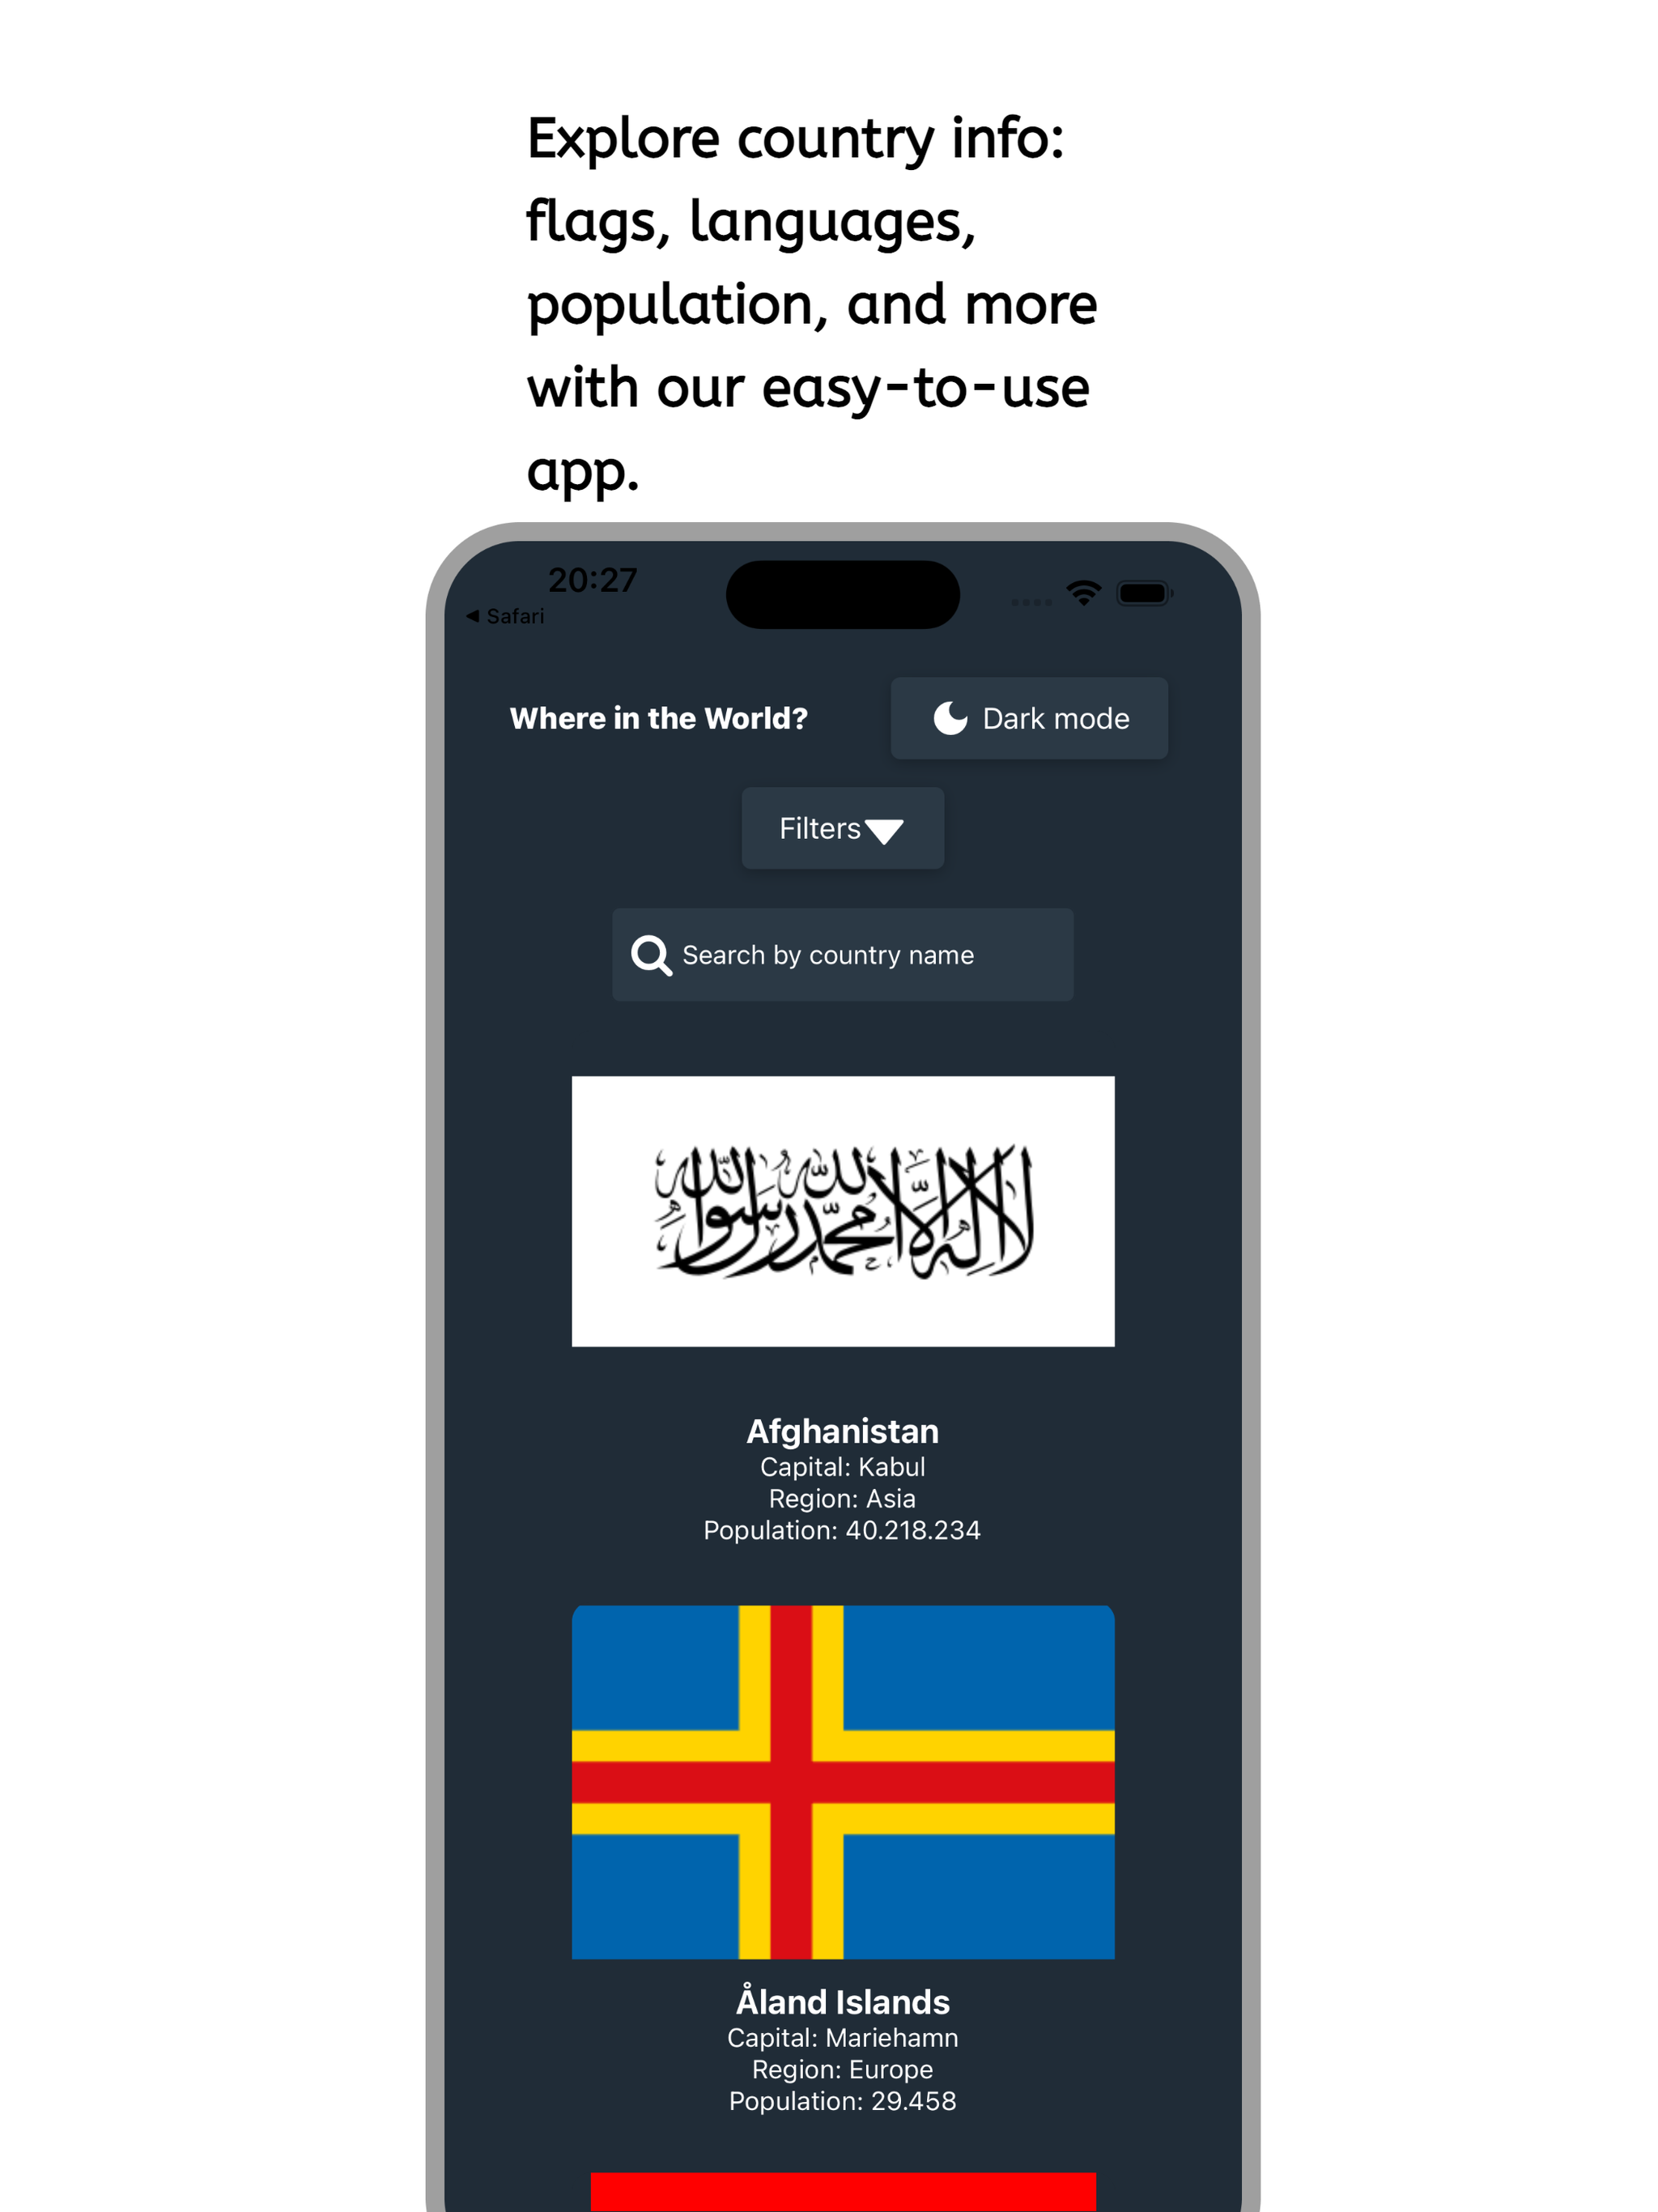 Explore country info:
flags, languages,
population, and more
with our easy-to-use
app.
20:27
◀ Safari
Where in the World?
Dark mode
Filters
Search by country name
لا إله إلا الله محمد رسول الله
Afghanistan
Capital: Kabul
Region: Asia
Population: 40.218.234
Åland Islands
Capital: Mariehamn
Region: Europe
Population: 29.458